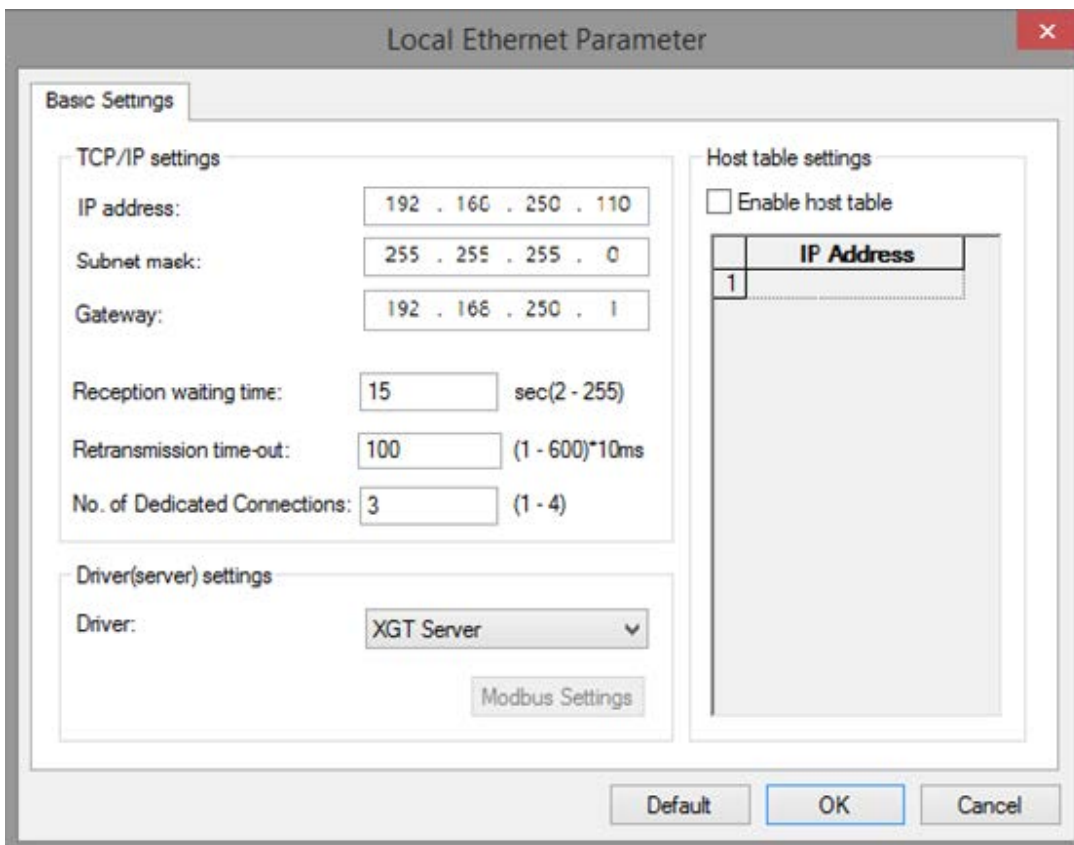 Local Ethernet Parameter
Basic Settings
TCP/IP settings
IP address: 192 . 168 . 250 . 110
Subnet mask: 255 . 255 . 255 . 0
Gateway: 192 . 168 . 250 . 1
Reception waiting time: 15 sec(2 - 255)
Retransmission time-out: 100 (1 - 600)*10ms
No. of Dedicated Connections: 3 (1 - 4)
Driver(server) settings
Driver: XGT Server
Modbus Settings
Host table settings
Enable host table
IP Address
1
Default OK Cancel